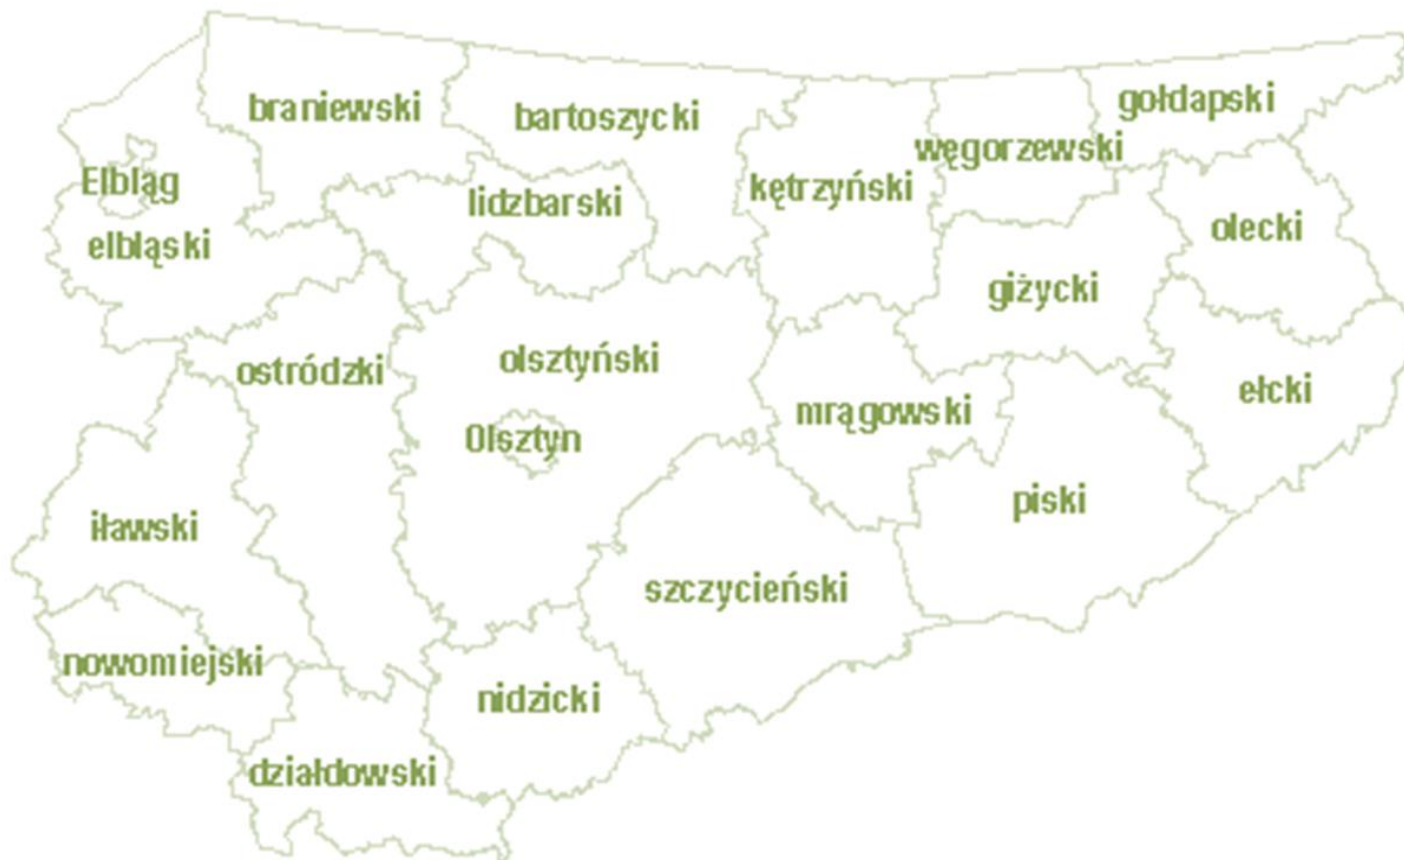 gołdapski
braniewski
bartoszycki
węgorzewski
Elbląg
kętrzyński
lidzbarski
olecki
elbląski
giżycki
olsztyński
ostródzki
ełcki
mrągowski
Olsztyn
piski
iławski
szczycieński
nowomiejski
nidzicki
działdowski